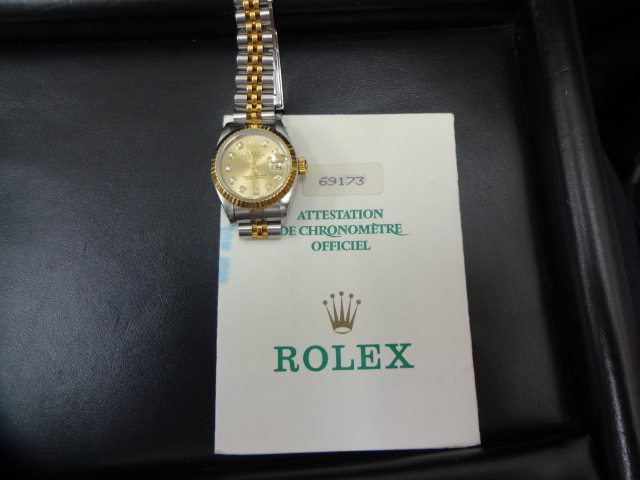 69173
ATTESTATION
DE CHRONOMÈTRE
OFFICIEL
ROLEX